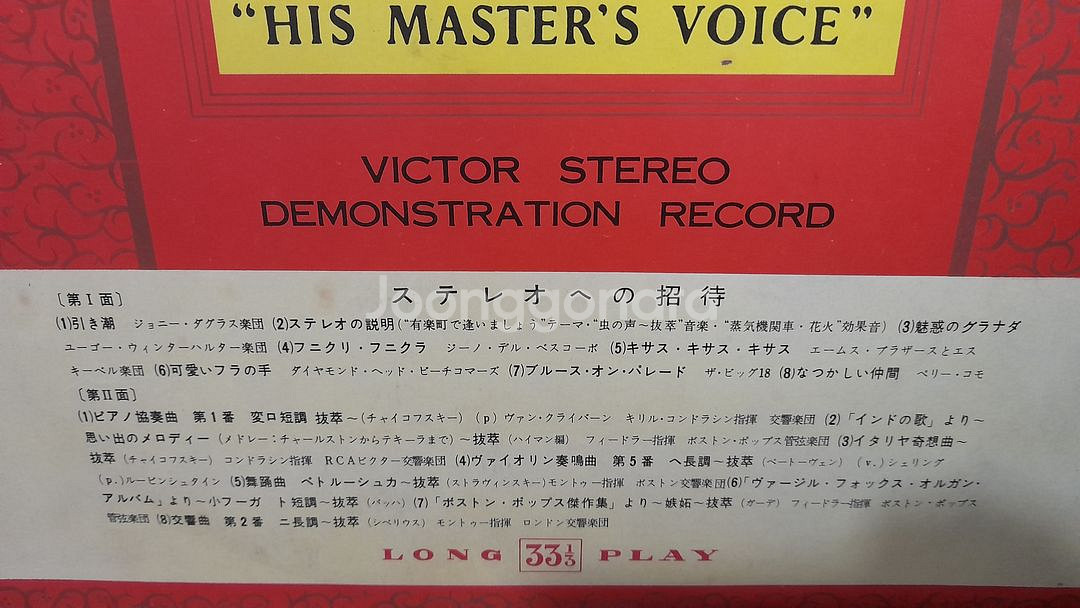 “HIS MASTER'S VOICE”
VICTOR STEREO
DEMONSTRATION RECORD
ステレオへの招待
Joonggonara
〔第Ⅰ面〕
(1)引き潮 ジョニー・ダグラス楽団 (2)ステレオの説明(“有楽町で逢いましょう”テーマ・“虫の声~抜萃”音楽・“蒸気機関車・花火”効果音) (3)魅惑のグラナダ
ユーゴー・ウィンターハルター楽団 (4)フニクリ・フニクラ ジーノ・デル・ベスコーボ (5)キサス・キサス・キサス エームス・ブラザースとエス
キーベル楽団 (6)可愛いフラの手 ダイヤモンド・ヘッド・ビーチコマーズ (7)ブルース・オン・パレード ザ・ビッグ18 (8)なつかしい仲間 ペリー・コモ
〔第Ⅱ面〕
(1)ピアノ協奏曲 第1番 変ロ短調 抜萃~(チャイコフスキー) (p) ヴァン・クライバーン キリル・コンドラシン指揮 交響楽団 (2)「インドの歌」より~
思い出のメロディー (メドレー:チャールストンからテキーラまで) ~抜萃 (ハイマン編) フィードラー指揮 ボストン・ポップス管弦楽団 (3)イタリヤ奇想曲~
抜萃 (チャイコフスキー) コンドラシン指揮 RCAビクター交響楽団 (4)ヴァイオリン奏鳴曲 第5番 ヘ長調~抜萃 (ベートーヴェン) (v.) シェリング
(p.)ルービンシュタイン (5)舞踊曲 ペトルーシュカ~抜萃 (ストラヴィンスキー) モントゥー指揮 ボストン交響楽団 (6)「ヴァージル・フォックス・オルガン・
アルバム」より~小フーガ ト短調~抜萃 (バッハ) (7)「ボストン・ポップス傑作集」より~嫉妬~抜萃 (ガーデ) フィードラー指揮 ボストン・ポップス
管弦楽団 (8)交響曲 第2番 ニ長調~抜萃 (シベリウス) モントゥー指揮 ロンドン交響楽団
LONG 33⅓ PLAY